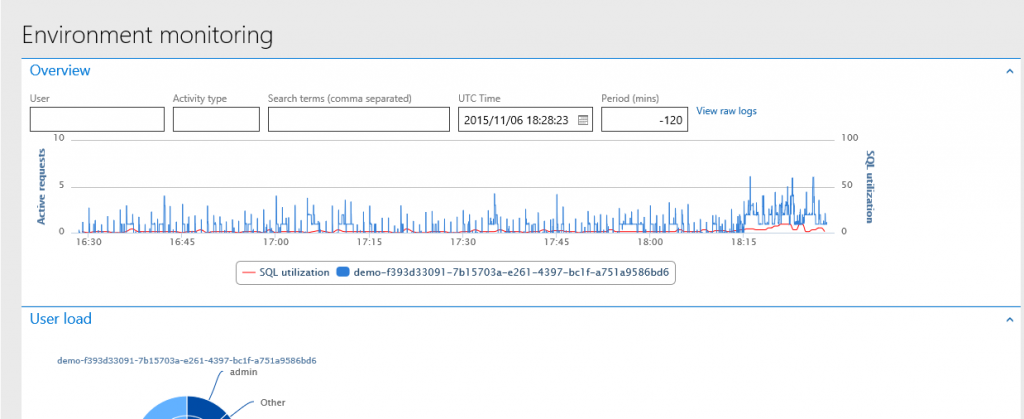 Environment monitoring
Overview
User Activity type Search terms (comma separated) UTC Time Period (mins)
2015/11/06 18:28:23 -120 View raw logs
10 100
Active requests
SQL utilization
5 50
0 0
16:30 16:45 17:00 17:15 17:30 17:45 18:00 18:15
SQL utilization demo-f393d33091-7b15703a-e261-4397-bc1f-a751a9586bd6
User load
demo-f393d33091-7b15703a-e261-4397-bc1f-a751a9586bd6
admin
Other